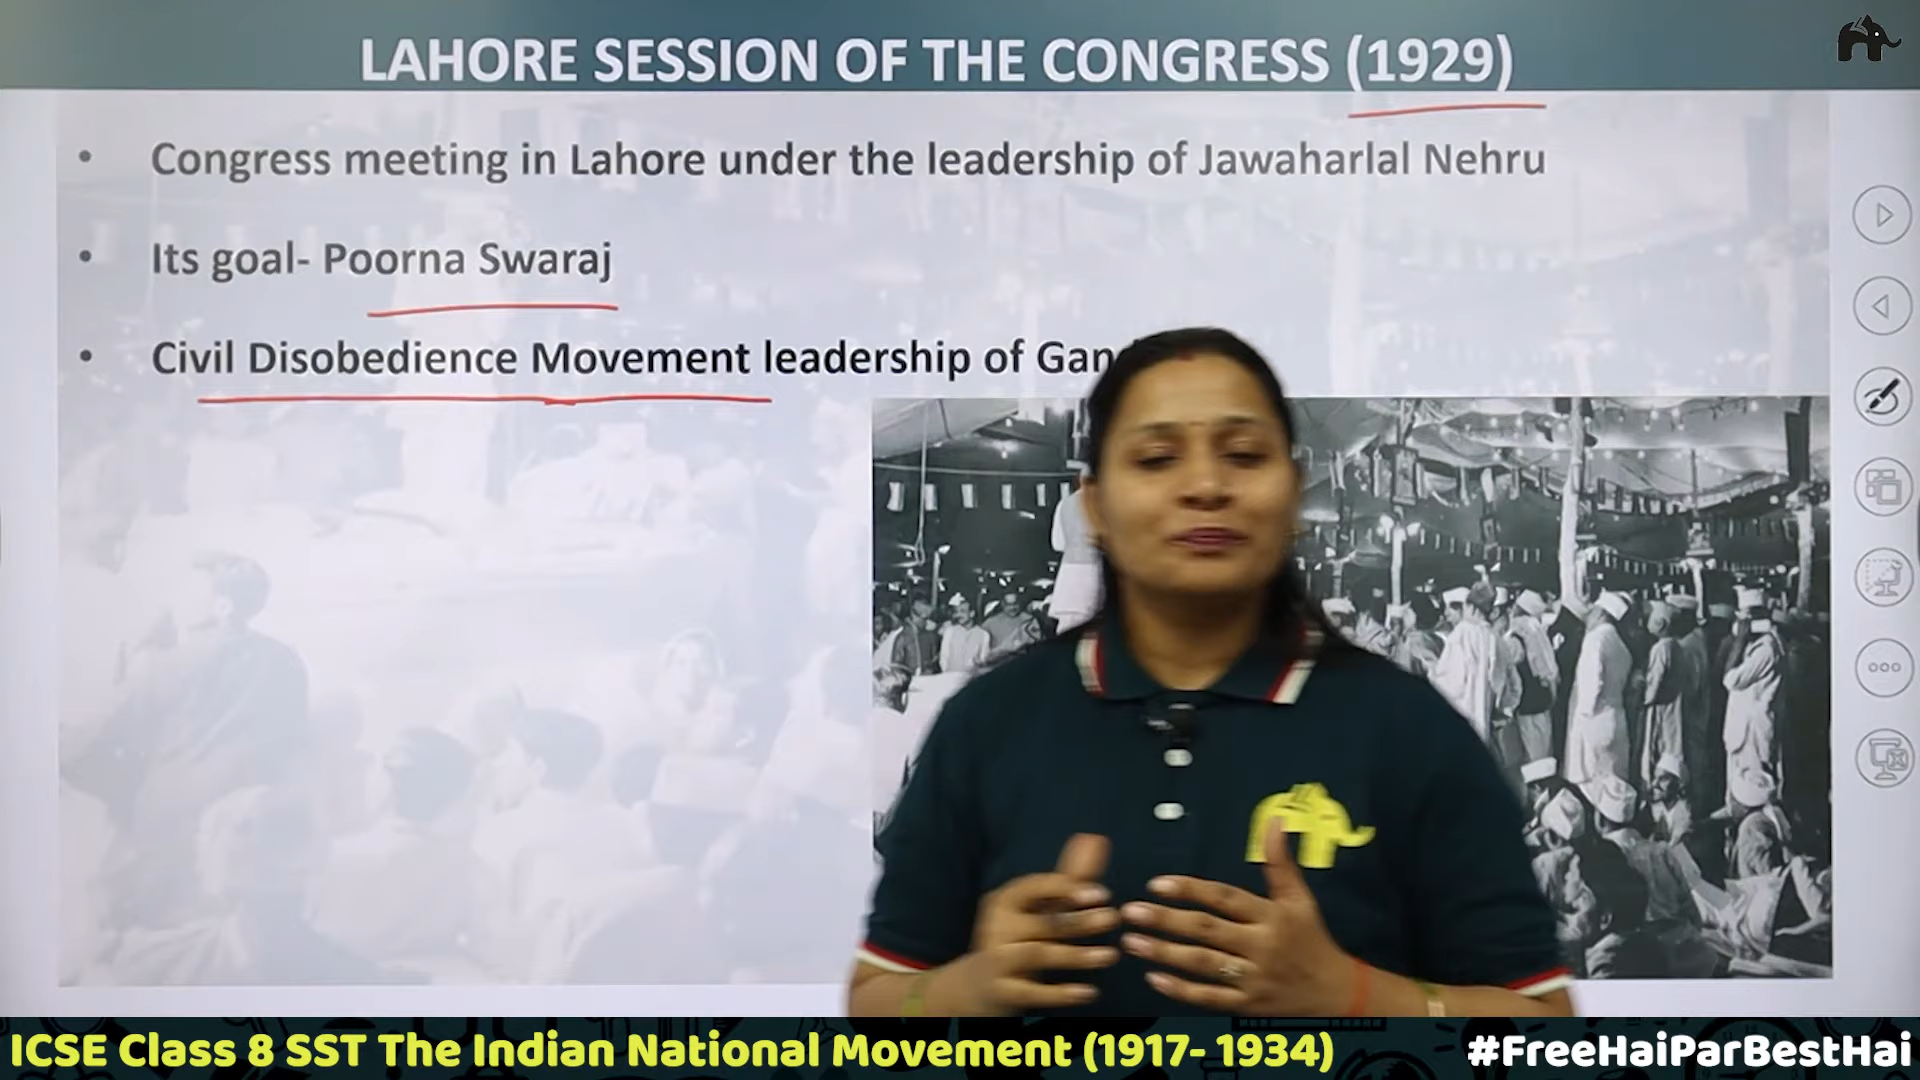 LAHORE SESSION OF THE CONGRESS (1929)
• Congress meeting in Lahore under the leadership of Jawaharlal Nehru
• Its goal- Poorna Swaraj
• Civil Disobedience Movement leadership of
ICSE Class 8 SST The Indian National Movement (1917- 1934)
#FreeHaiParBestHai